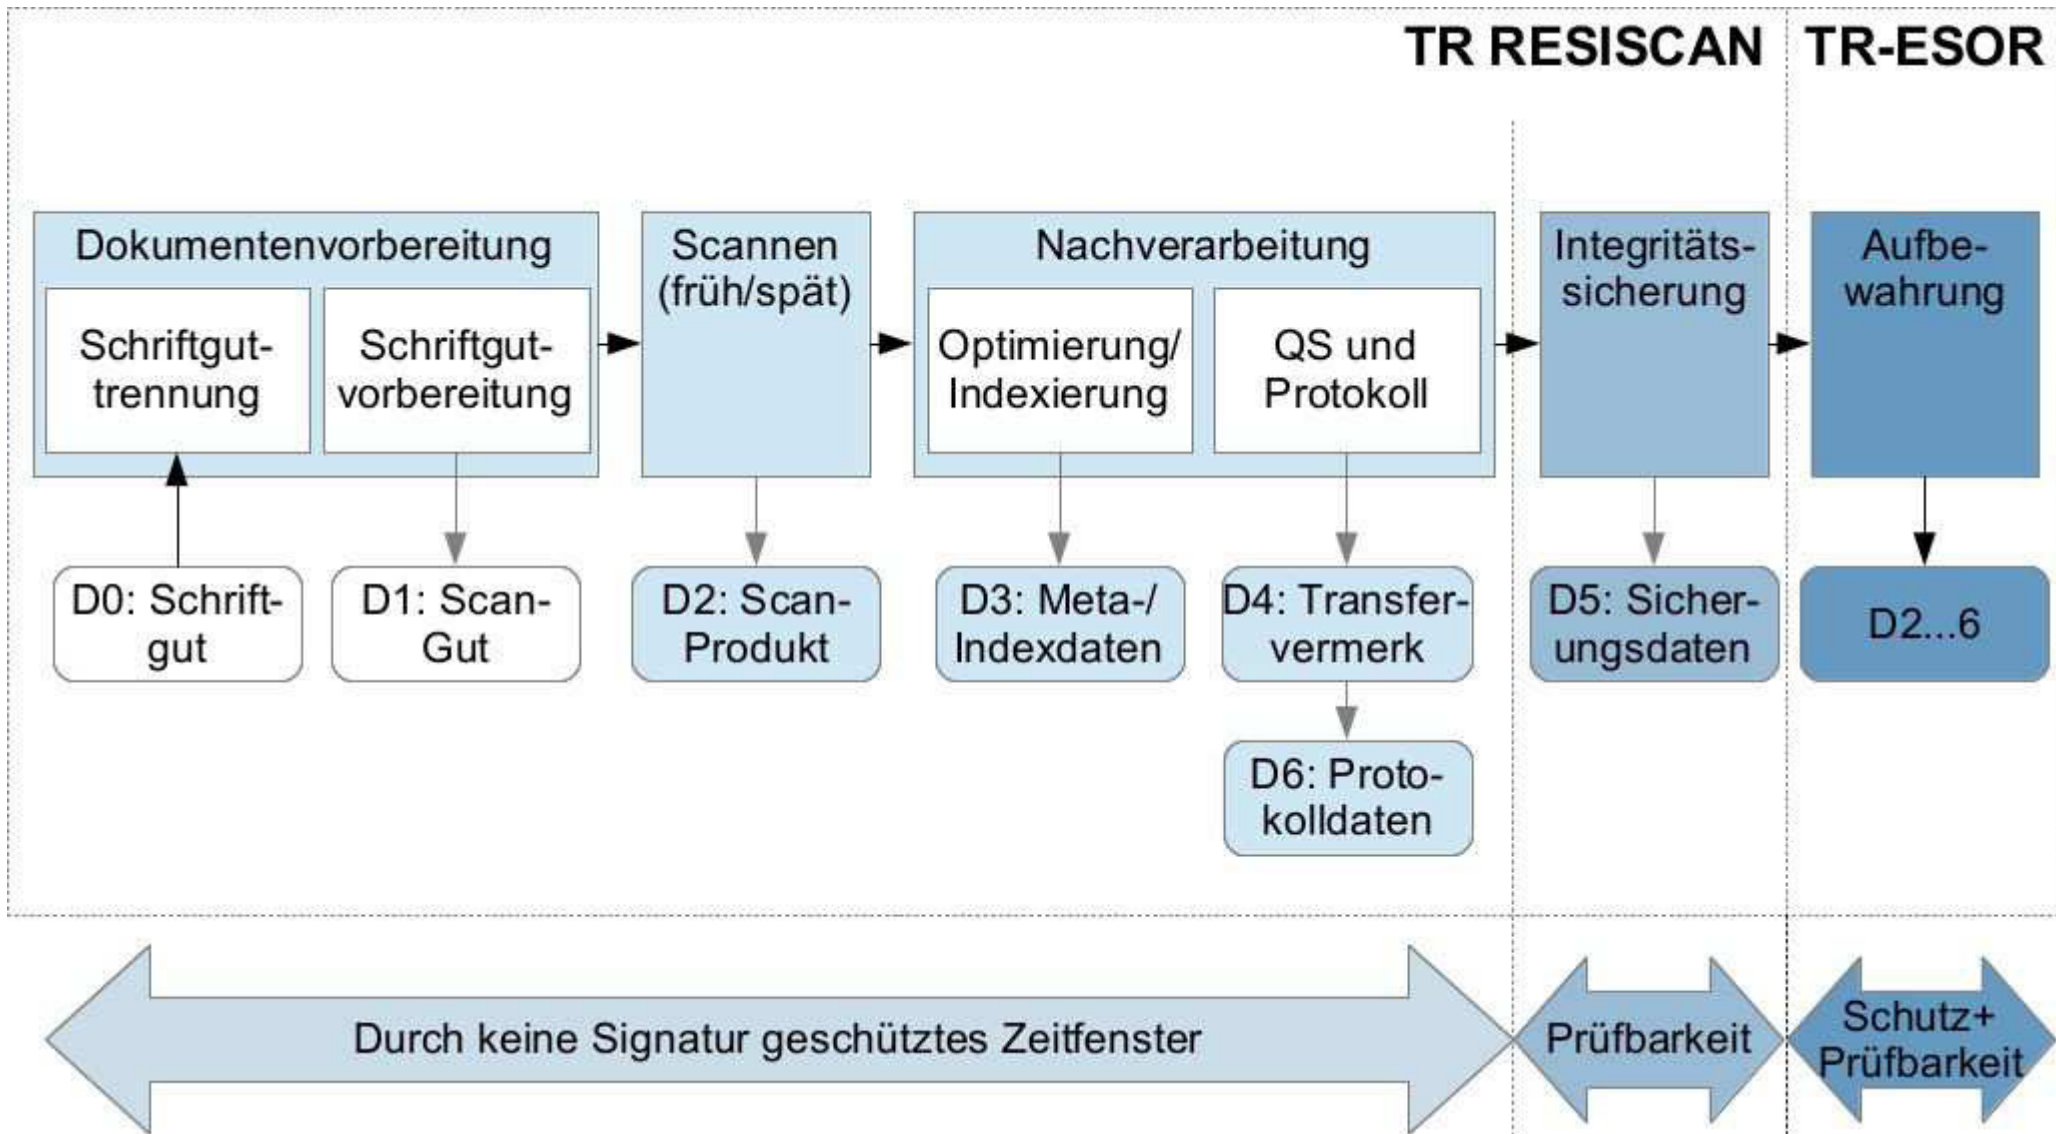 TR RESISCAN
TR-ESOR
Dokumentenvorbereitung
Schriftgut-
trennung
Schriftgut-
vorbereitung
Scannen
(früh/spät)
Nachverarbeitung
Optimierung/
Indexierung
QS und
Protokoll
Integritäts-
sicherung
Aufbe-
wahrung
D0: Schrift-
gut
D1: Scan-
Gut
D2: Scan-
Produkt
D3: Meta-/
Indexdaten
D4: Transfer-
vermerk
D5: Sicher-
ungsdaten
D2...6
D6: Proto-
kolldaten
Durch keine Signatur geschütztes Zeitfenster
Prüfbarkeit
Schutz+
Prüfbarkeit